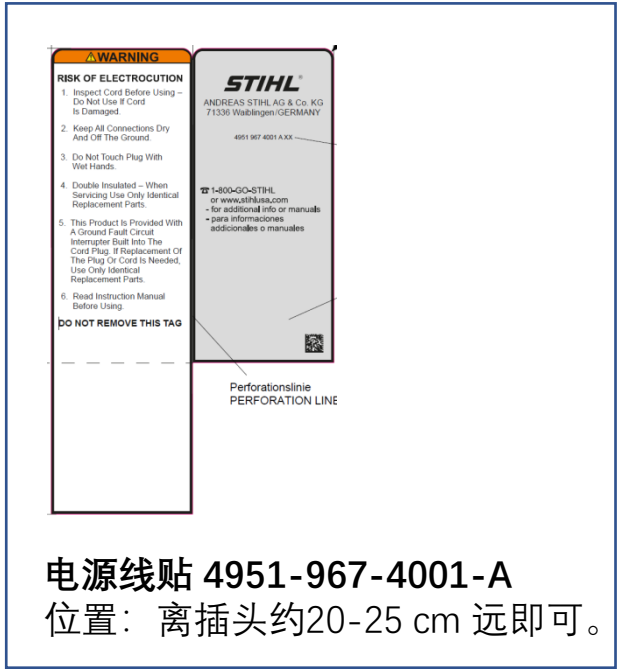 WARNING
RISK OF ELECTROCUTION
1. Inspect Cord Before Using –
Do Not Use If Cord
Is Damaged.
2. Keep All Connections Dry
And Off The Ground.
3. Do Not Touch Plug With
Wet Hands.
4. Double Insulated – When
Servicing Use Only Identical
Replacement Parts.
5. This Product Is Provided With
A Ground Fault Circuit
Interrupter Built Into The
Cord Plug. If Replacement Of
The Plug Or Cord Is Needed,
Use Only Identical
Replacement Parts.
6. Read Instruction Manual
Before Using.
DO NOT REMOVE THIS TAG
STIHL®
ANDREAS STIHL AG & Co. KG
71336 Waiblingen/GERMANY
4951 967 4001 A XX
☎ 1-800-GO-STIHL
or www.stihlusa.com
- for additional info or manuals
- para informaciones
addicionales o manuales
Perforationslinie
PERFORATION LINE
电源线贴 4951-967-4001-A
位置：离插头约20-25 cm 远即可。